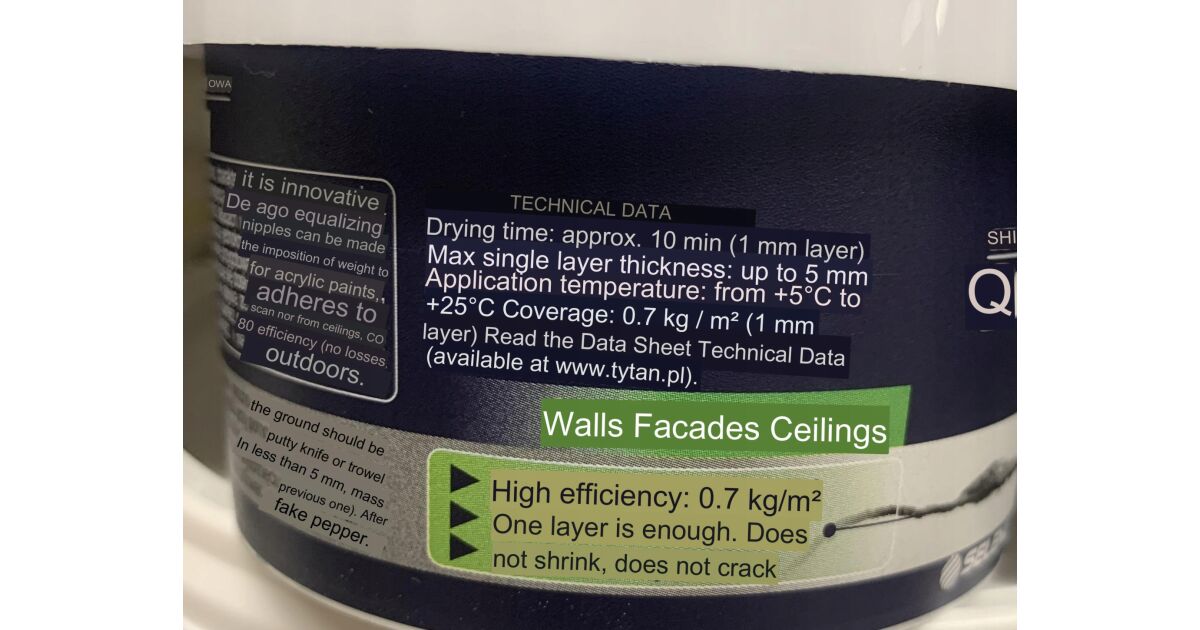 OWA
it is innovative
De ago equalizing
nipples can be made
the imposition of weight to
for acrylic paints,
adheres to
scan nor from ceilings, CO
80 efficiency (no losses
outdoors.
the ground should be
putty knife or trowel
In less than 5 mm, mass
previous one). After
fake pepper.
TECHNICAL DATA
Drying time: approx. 10 min (1 mm layer)
Max single layer thickness: up to 5 mm
Application temperature: from +5°C to
+25°C Coverage: 0.7 kg / m² (1 mm
layer) Read the Data Sheet Technical Data
(available at www.tytan.pl).
Walls Facades Ceilings
High efficiency: 0.7 kg/m²
One layer is enough. Does
not shrink, does not crack
SHI